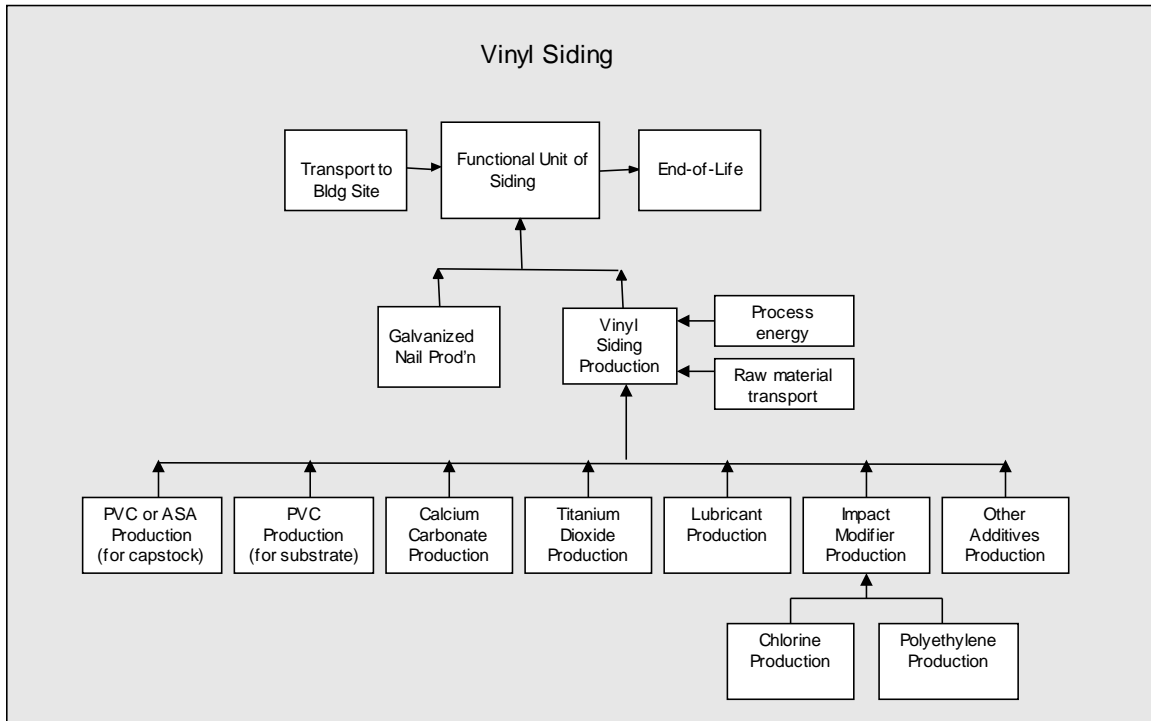 Vinyl Siding
Transport to
Bldg Site
Functional Unit of
Siding
End-of-Life
Galvanized
Nail Prod'n
Vinyl
Siding
Production
Process
energy
Raw material
transport
PVC or ASA
Production
(for capstock)
PVC
Production
(for substrate)
Calcium
Carbonate
Production
Titanium
Dioxide
Production
Lubricant
Production
Impact
Modifier
Production
Other
Additives
Production
Chlorine
Production
Polyethylene
Production